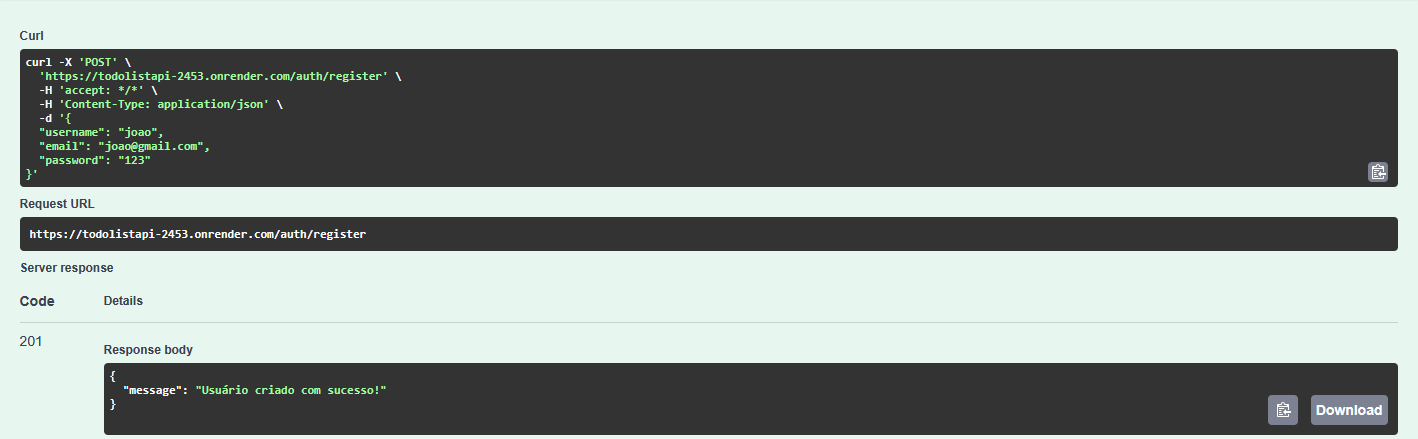 Curl
curl -X 'POST' \
  'https://todolistapi-2453.onrender.com/auth/register' \
  -H 'accept: */*' \
  -H 'Content-Type: application/json' \
  -d '{
  "username": "joao",
  "email": "joao@gmail.com",
  "password": "123"
}'
Request URL
https://todolistapi-2453.onrender.com/auth/register
Server response
Code Details
201
Response body
{
  "message": "Usuário criado com sucesso!"
}
Download